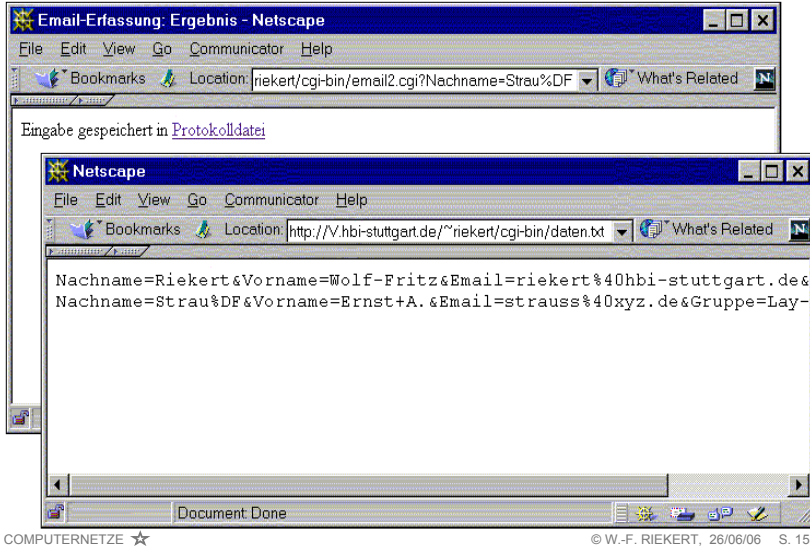 Email-Erfassung: Ergebnis - Netscape
File Edit View Go Communicator Help
Bookmarks Location: riekert/cgi-bin/email2.cgi?Nachname=Strau%DF What's Related N
Eingabe gespeichert in Protokolldatei
Netscape
File Edit View Go Communicator Help
Bookmarks Location: http://V.hbi-stuttgart.de/~riekert/cgi-bin/daten.txt What's Related N
Nachname=Riekert&Vorname=Wolf-Fritz&Email=riekert%40hbi-stuttgart.de&
Nachname=Strau%DF&Vorname=Ernst+A.&Email=strauss%40xyz.de&Gruppe=Lay-
Document: Done
COMPUTERNETZE © W.-F. RIEKERT, 26/06/06 S. 15